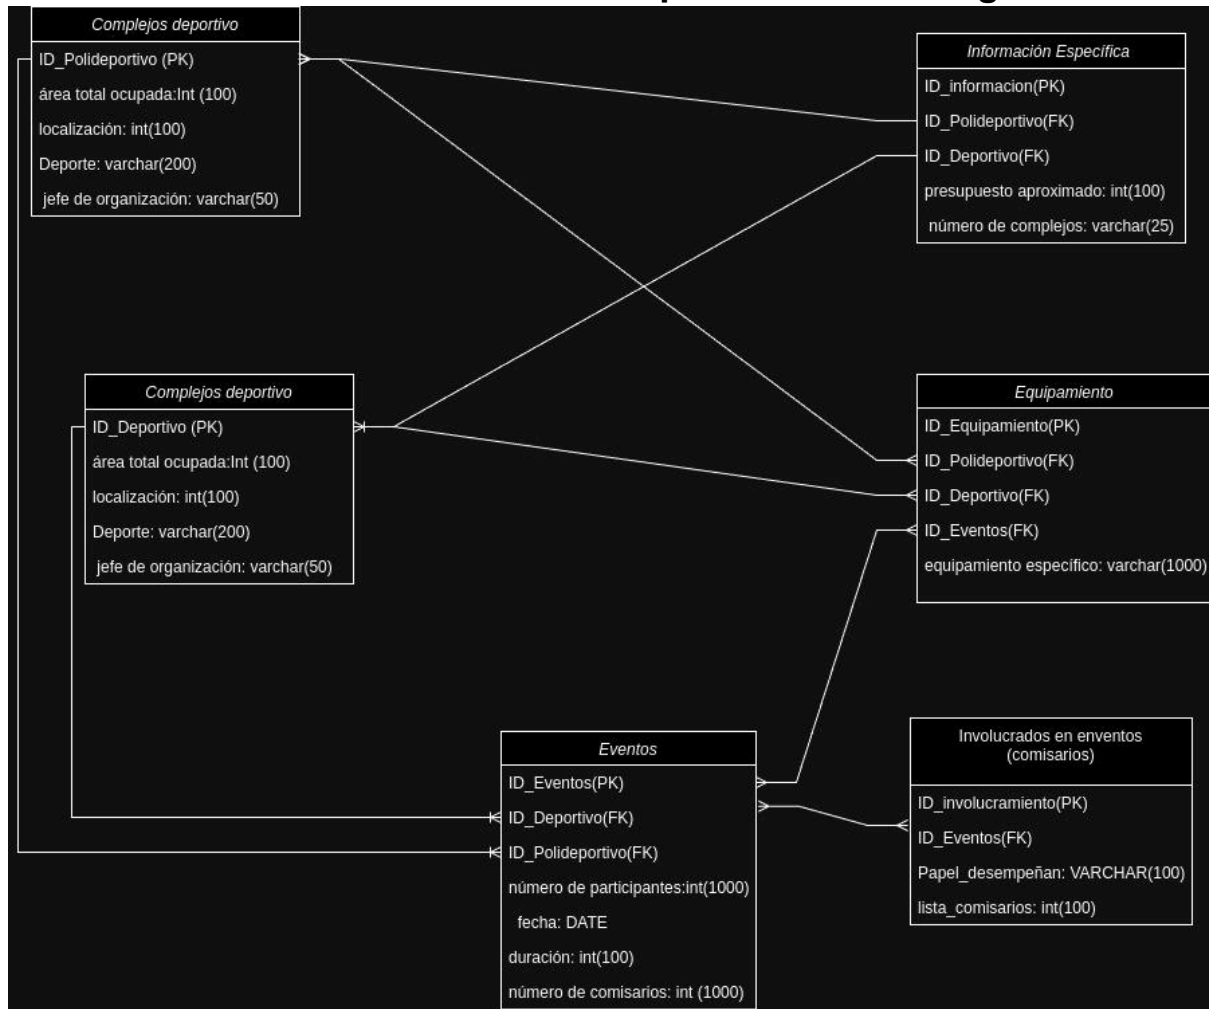 Complejos deportivo
ID_Polideportivo (PK)
área total ocupada:Int (100)
localización: int(100)
Deporte: varchar(200)
jefe de organización: varchar(50)
Información Específica
ID_informacion(PK)
ID_Polideportivo(FK)
ID_Deportivo(FK)
presupuesto aproximado: int(100)
número de complejos: varchar(25)
Complejos deportivo
ID_Deportivo (PK)
área total ocupada:Int (100)
localización: int(100)
Deporte: varchar(200)
jefe de organización: varchar(50)
Equipamiento
ID_Equipamiento(PK)
ID_Polideportivo(FK)
ID_Deportivo(FK)
ID_Eventos(FK)
equipamiento específico: varchar(1000)
Eventos
ID_Eventos(PK)
ID_Deportivo(FK)
ID_Polideportivo(FK)
número de participantes:int(1000)
fecha: DATE
duración: int(100)
número de comisarios: int (1000)
Involucrados en enventos
(comisarios)
ID_involucramiento(PK)
ID_Eventos(FK)
Papel_desempeñan: VARCHAR(100)
lista_comisarios: int(100)